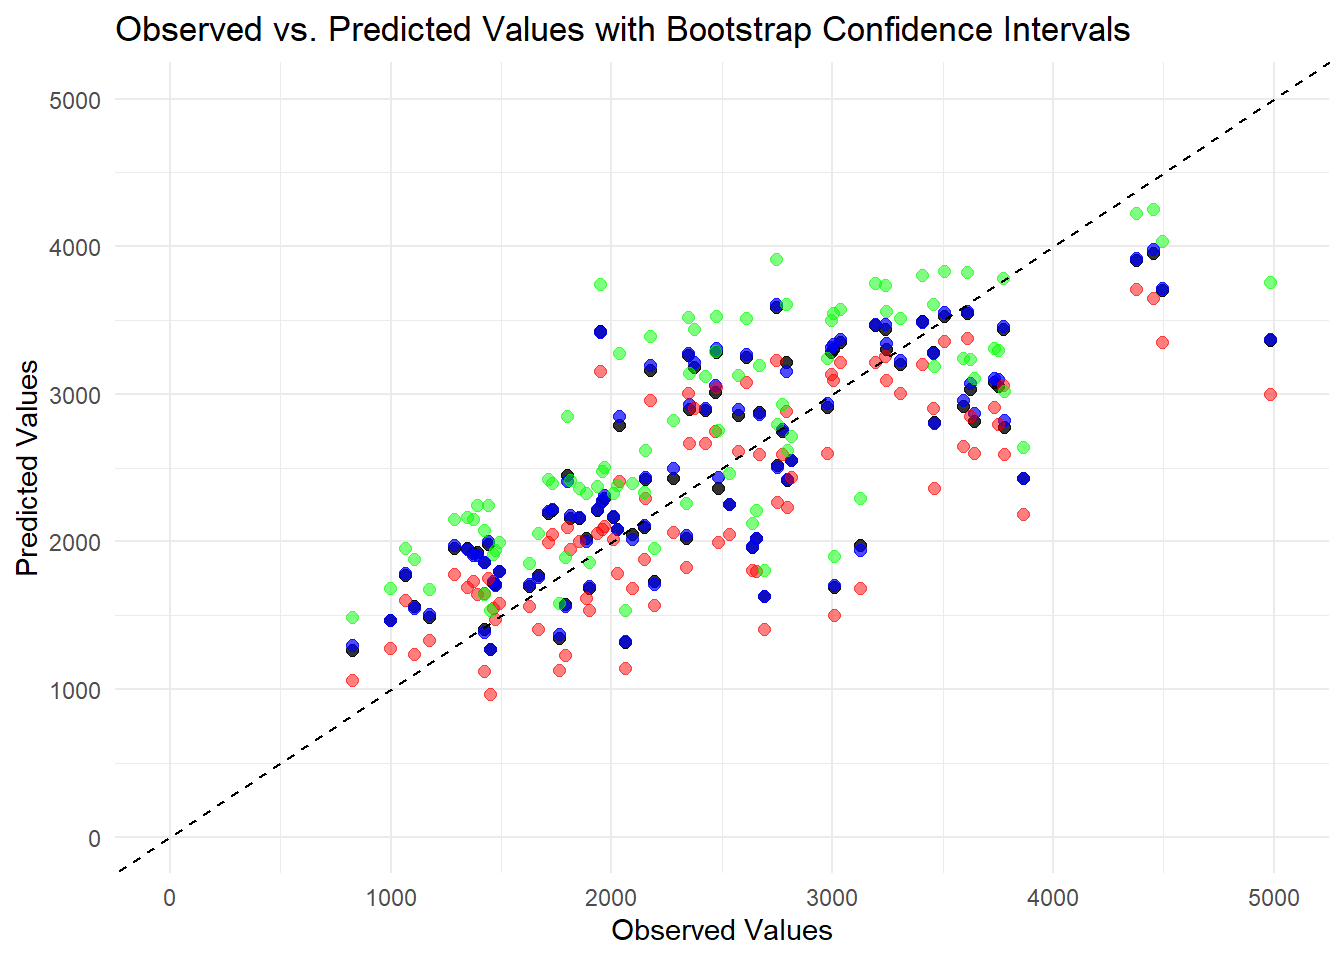 Observed vs. Predicted Values with Bootstrap Confidence Intervals
Predicted Values
5000
4000
3000
2000
1000
0
0 1000 2000 3000 4000 5000
Observed Values